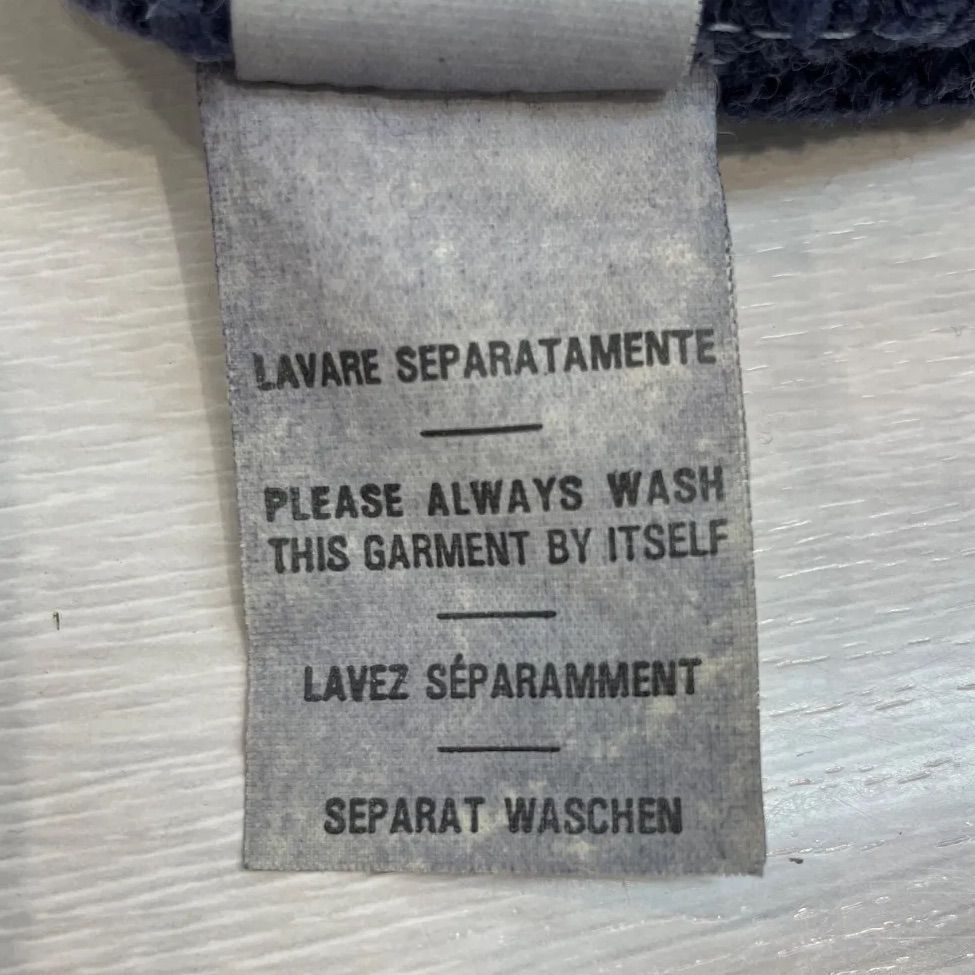 LAVARE SEPARATAMENTE
PLEASE ALWAYS WASH
THIS GARMENT BY ITSELF
LAVEZ SÉPARAMMENT
SEPARAT WASCHEN